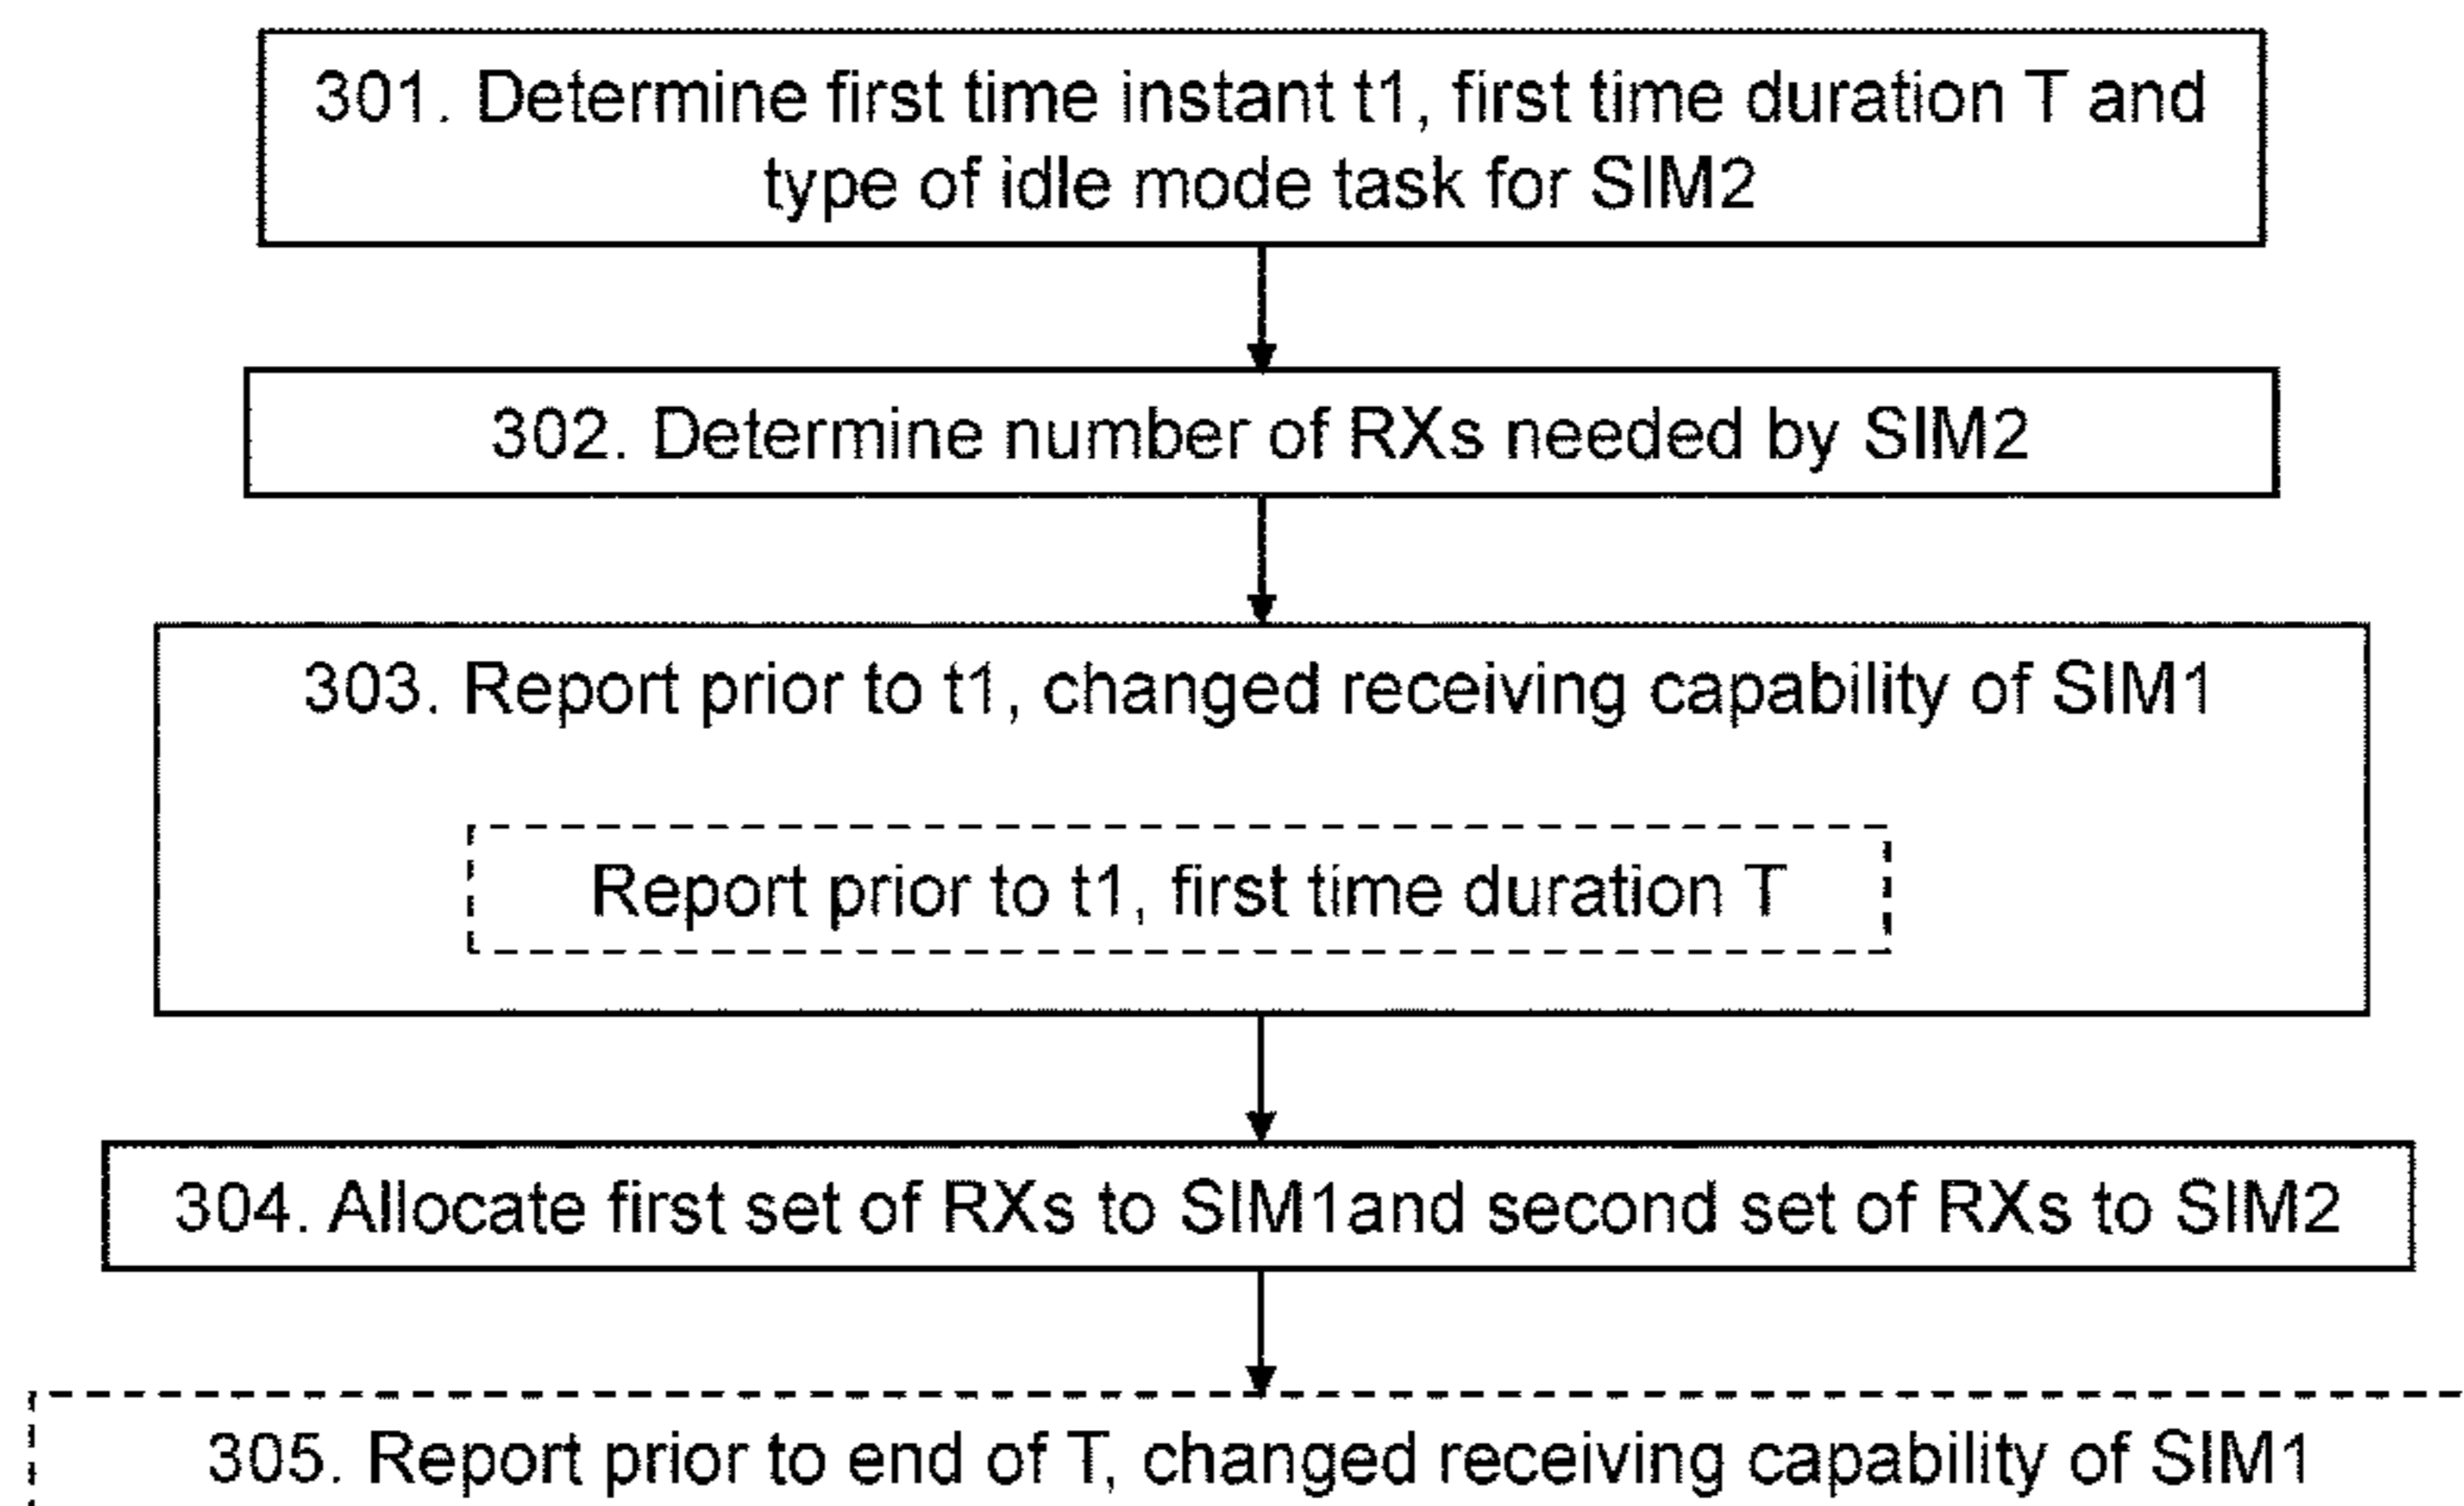 301. Determine first time instant t1, first time duration T and
type of idle mode task for SIM2
302. Determine number of RXs needed by SIM2
303. Report prior to t1, changed receiving capability of SIM1
Report prior to t1, first time duration T
304. Allocate first set of RXs to SIM1and second set of RXs to SIM2
305. Report prior to end of T, changed receiving capability of SIM1